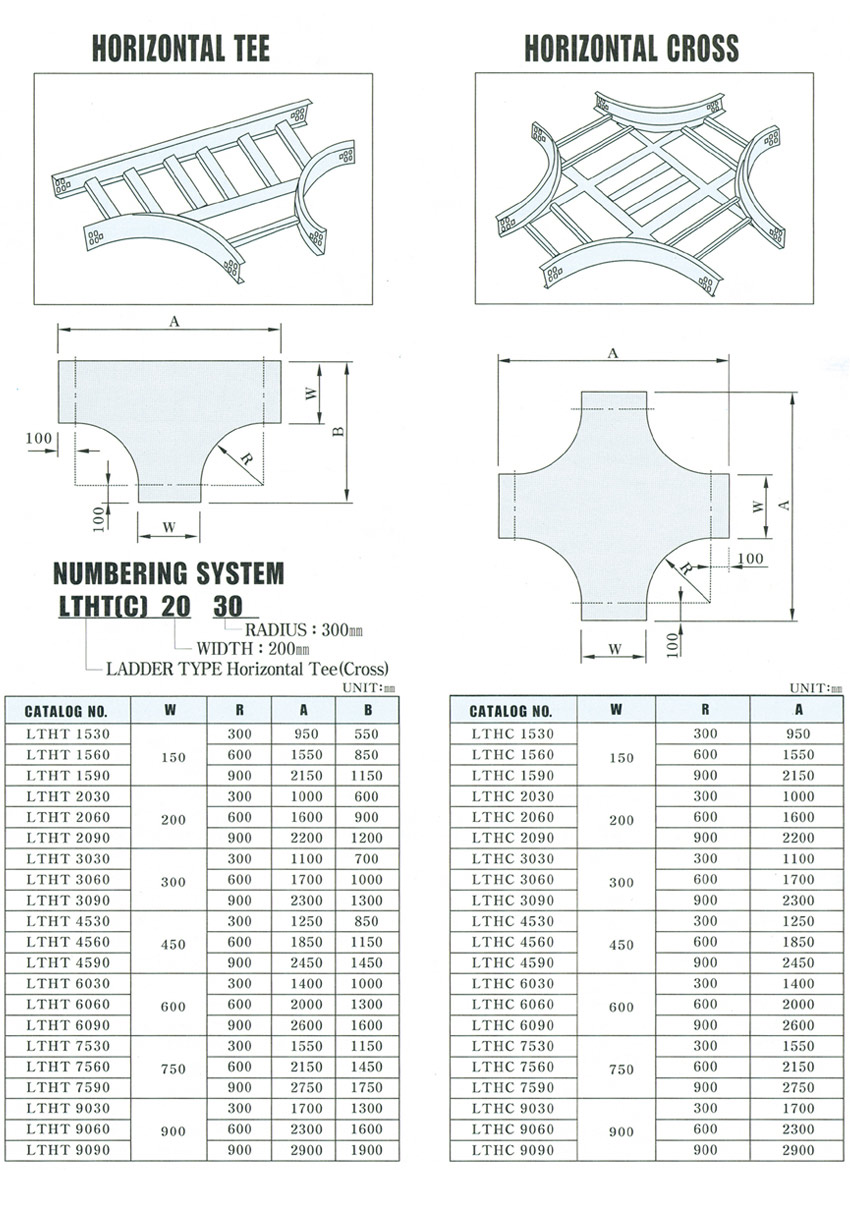 HORIZONTAL TEE
HORIZONTAL CROSS
A
W
B
100
R
100
W
A
W
A
100
R
100
W
NUMBERING SYSTEM
LTHT(C) 20 30
RADIUS : 300㎜
WIDTH : 200㎜
LADDER TYPE Horizontal Tee(Cross)
UNIT:㎜
CATALOG NO. W R A B
LTHT 1530 150 300 950 550
LTHT 1560 600 1550 850
LTHT 1590 900 2150 1150
LTHT 2030 200 300 1000 600
LTHT 2060 600 1600 900
LTHT 2090 900 2200 1200
LTHT 3030 300 300 1100 700
LTHT 3060 600 1700 1000
LTHT 3090 900 2300 1300
LTHT 4530 450 300 1250 850
LTHT 4560 600 1850 1150
LTHT 4590 900 2450 1450
LTHT 6030 600 300 1400 1000
LTHT 6060 600 2000 1300
LTHT 6090 900 2600 1600
LTHT 7530 750 300 1550 1150
LTHT 7560 600 2150 1450
LTHT 7590 900 2750 1750
LTHT 9030 900 300 1700 1300
LTHT 9060 600 2300 1600
LTHT 9090 900 2900 1900
UNIT:㎜
CATALOG NO. W R A
LTHC 1530 150 300 950
LTHC 1560 600 1550
LTHC 1590 900 2150
LTHC 2030 200 300 1000
LTHC 2060 600 1600
LTHC 2090 900 2200
LTHC 3030 300 300 1100
LTHC 3060 600 1700
LTHC 3090 900 2300
LTHC 4530 450 300 1250
LTHC 4560 600 1850
LTHC 4590 900 2450
LTHC 6030 600 300 1400
LTHC 6060 600 2000
LTHC 6090 900 2600
LTHC 7530 750 300 1550
LTHC 7560 600 2150
LTHC 7590 900 2750
LTHC 9030 900 300 1700
LTHC 9060 600 2300
LTHC 9090 900 2900